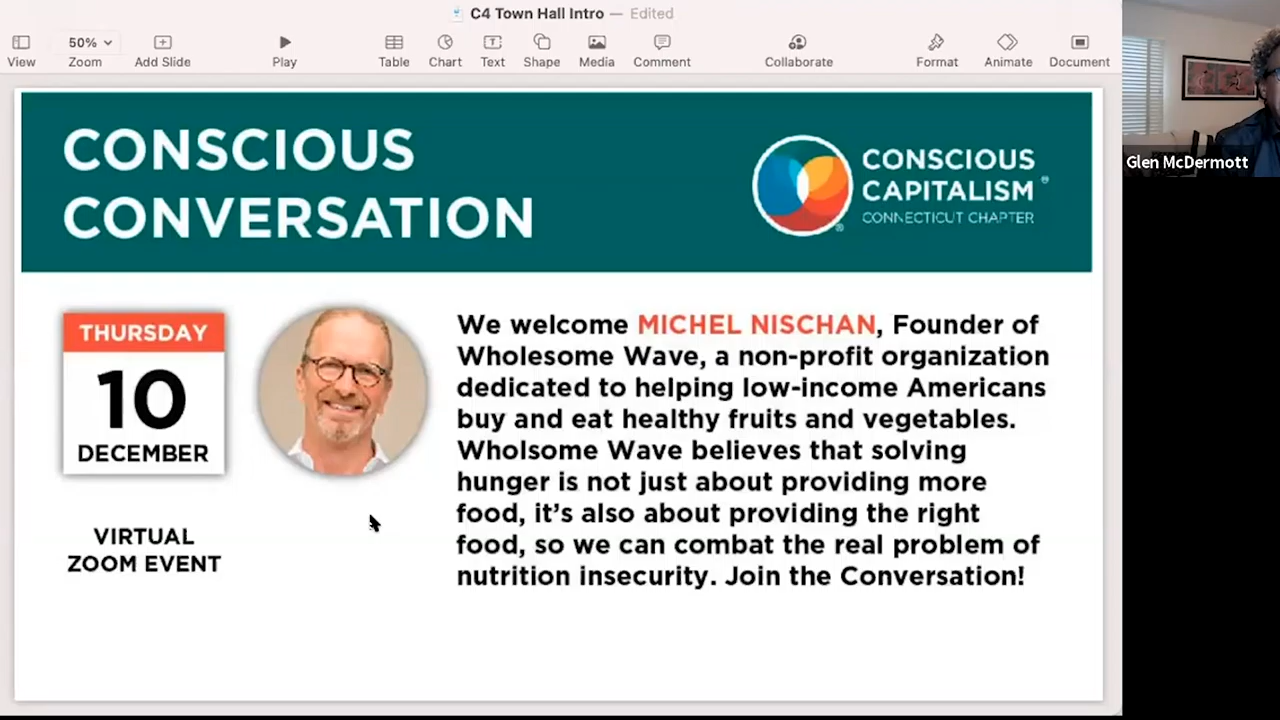 C4 Town Hall Intro — Edited
View
50%
Zoom
Add Slide
Play
Table
Chart
Text
Shape
Media
Comment
Collaborate
Format
Animate
Document
Glen McDermott
CONSCIOUS
CONVERSATION
CONSCIOUS
CAPITALISM®
CONNECTICUT CHAPTER
®
THURSDAY
10
DECEMBER
VIRTUAL
ZOOM EVENT
We welcome MICHEL NISCHAN, Founder of
Wholesome Wave, a non-profit organization
dedicated to helping low-income Americans
buy and eat healthy fruits and vegetables.
Wholsome Wave believes that solving
hunger is not just about providing more
food, it’s also about providing the right
food, so we can combat the real problem of
nutrition insecurity. Join the Conversation!